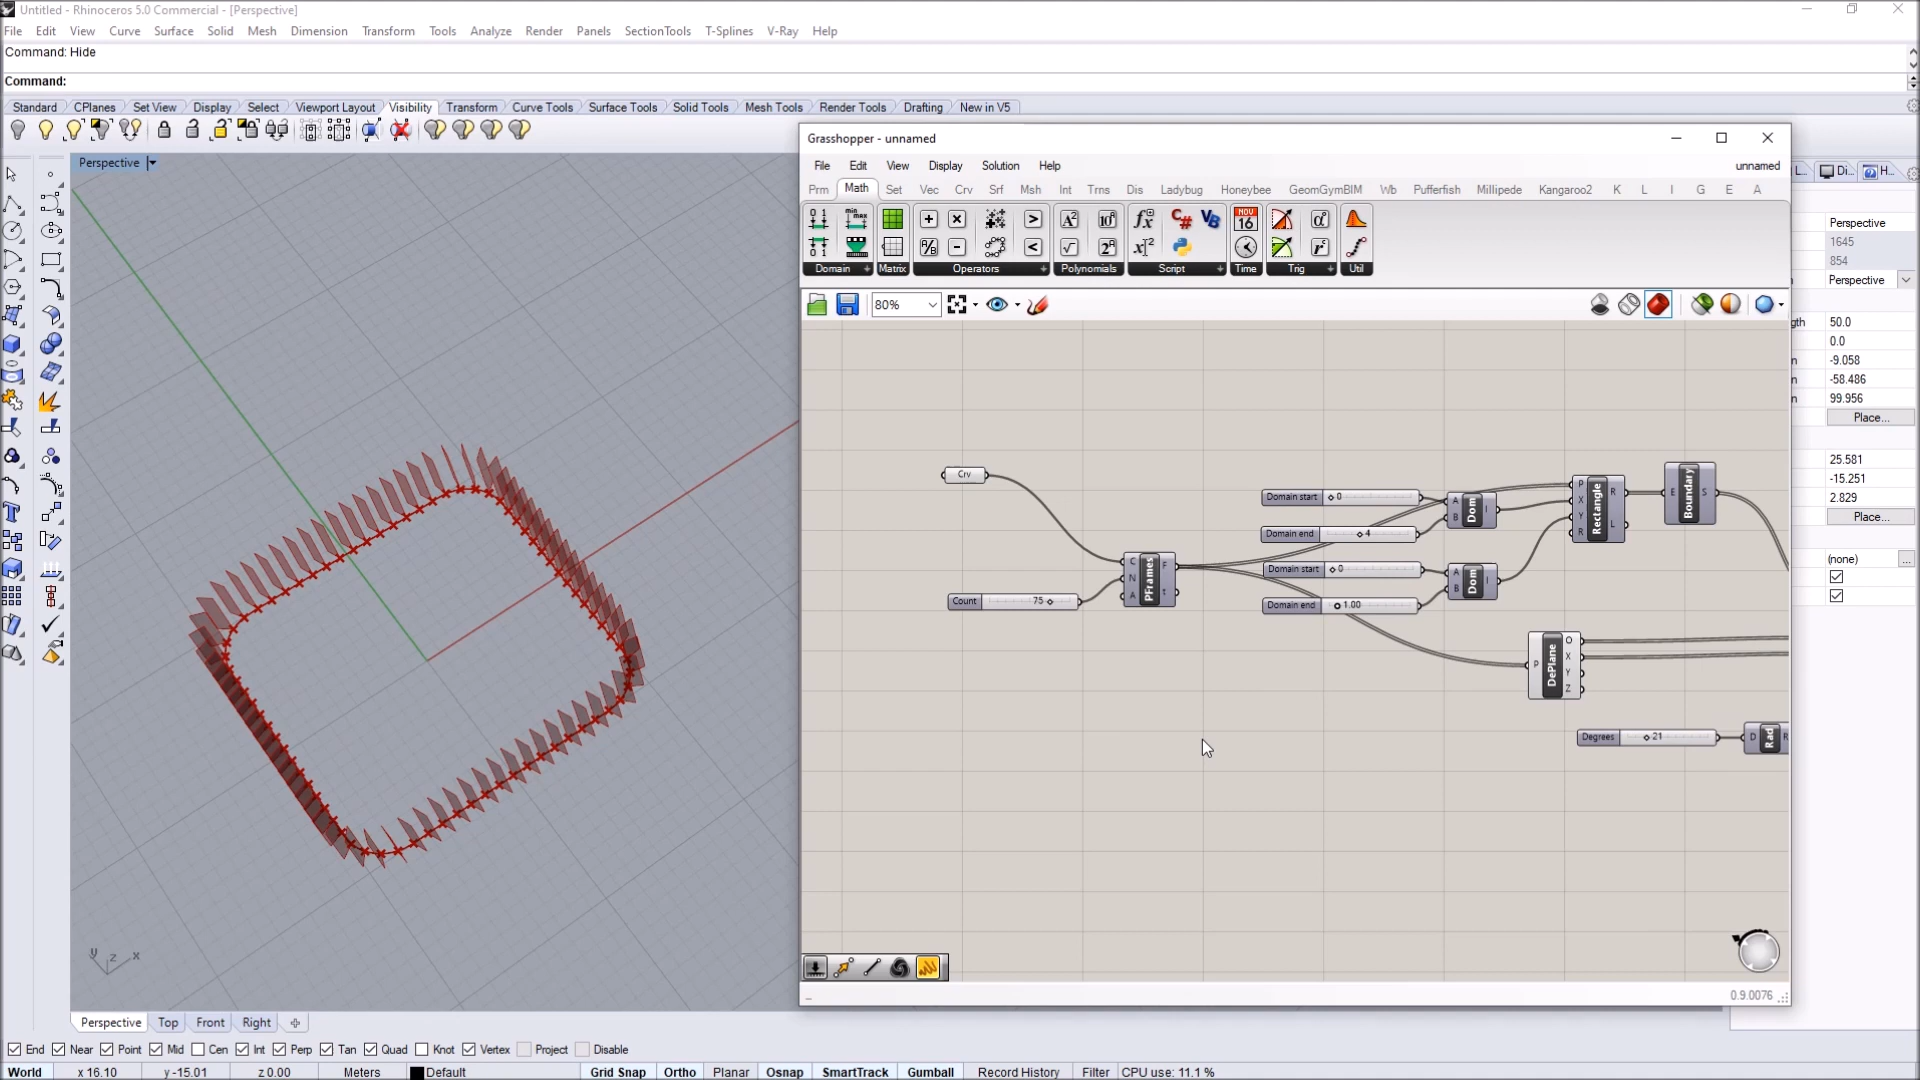 Untitled - Rhinoceros 5.0 Commercial - [Perspective]
File Edit View Curve Surface Solid Mesh Dimension Transform Tools Analyze Render Panels SectionTools T-Splines V-Ray Help
Command: Hide
Command:
Standard CPlanes Set View Display Select Viewport Layout Visibility Transform Curve Tools Surface Tools Solid Tools Mesh Tools Render Tools Drafting New in V5
Perspective
Grasshopper - unnamed
File Edit View Display Solution Help unnamed
Prm Math Set Vec Crv Srf Msh Int Trns Dis Ladybug Honeybee GeomGymBIM Wb Pufferfish Millipede Kangaroo2 K L I G E A
Domain Matrix Operators Polynomials Script Time Trig Util
80%
L... Di... H...
Perspective
1645
854
Perspective
gth 50.0
0.0
n -9.058
n -58.486
n 99.956
Place...
25.581
-15.251
2.829
Place...
(none) ...
Crv
Count 75
C N A PFrames F t
Domain start 0
Domain end 4
Domain start 0
Domain end 1.00
A B Dom I
A B Dom I
P X Y R Rectangle R L
E Boundary S
P DePlane O X Y Z
Degrees 21
D Rad R
0.9.0076
y z x
Perspective Top Front Right
End Near Point Mid Cen Int Perp Tan Quad Knot Vertex Project Disable
World x 16.10 y -15.01 z 0.00 Meters Default Grid Snap Ortho Planar Osnap SmartTrack Gumball Record History Filter CPU use: 11.1 %